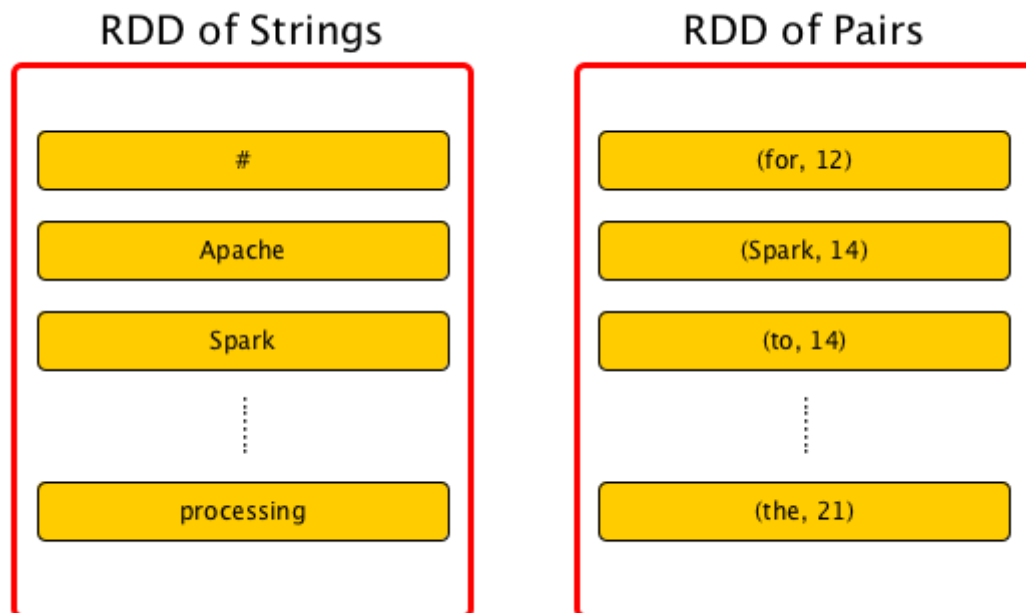 RDD of Strings
#
Apache
Spark
processing
RDD of Pairs
(for, 12)
(Spark, 14)
(to, 14)
(the, 21)